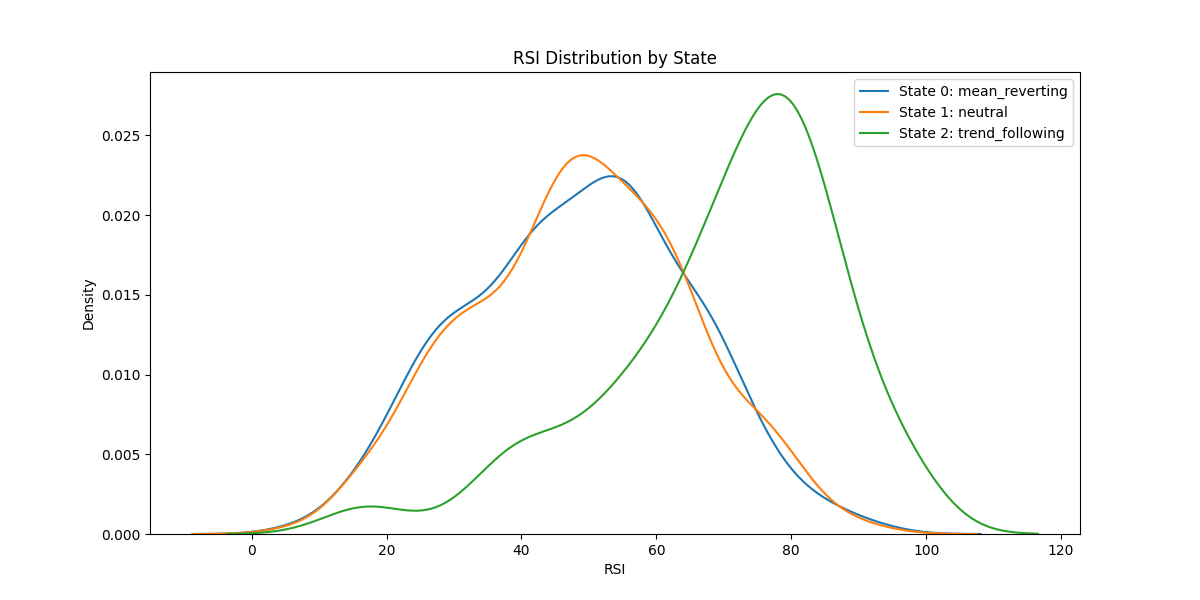 RSI Distribution by State
State 0: mean_reverting
State 1: neutral
State 2: trend_following
Density
0.025
0.020
0.015
0.010
0.005
0.000
0 20 40 60 80 100 120
RSI